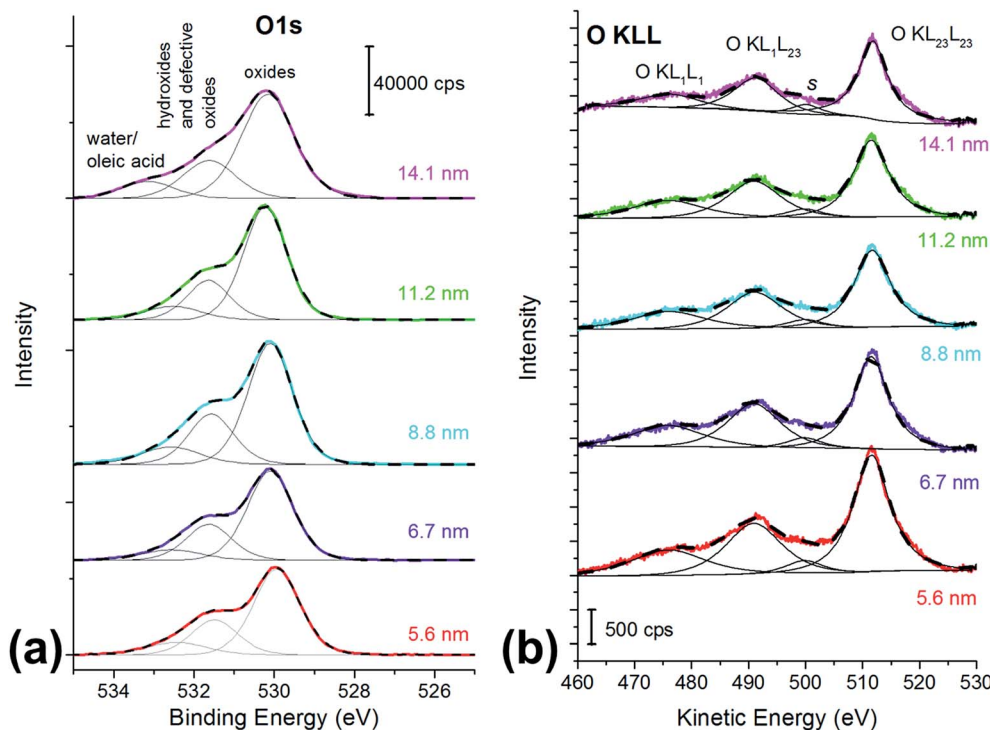 O1s
hydroxides
and defective
oxides
oxides
40000 cps
water/
oleic acid
14.1 nm
11.2 nm
8.8 nm
6.7 nm
5.6 nm
Intensity
(a)
534 532 530 528 526
Binding Energy (eV)
O KLL
O KL₁L₁
O KL₁L₂₃
s
O KL₂₃L₂₃
14.1 nm
11.2 nm
8.8 nm
6.7 nm
5.6 nm
500 cps
Intensity
(b)
460 470 480 490 500 510 520 530
Kinetic Energy (eV)